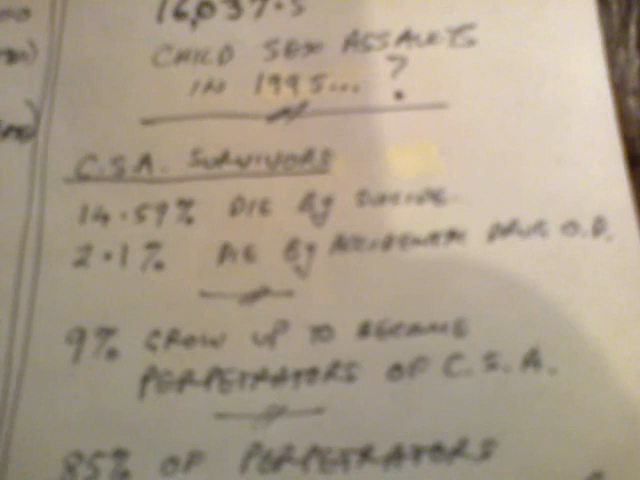 16,037.5
CHILD SEX ASSAULTS
IN 1995... ?
C.S.A. SURVIVORS
14.59% DIE By SUICIDE
2.1% DIE By ACCIDENTAL DRUG O.D.
9% GROW UP TO BECOME
PERPETRATORS OF C.S.A.
85% OF PERPETRATORS